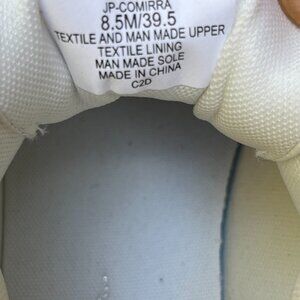 JP-COMIRRA
8.5M/39.5
TEXTILE AND MAN MADE UPPER
TEXTILE LINING
MAN MADE SOLE
MADE IN CHINA
C2D